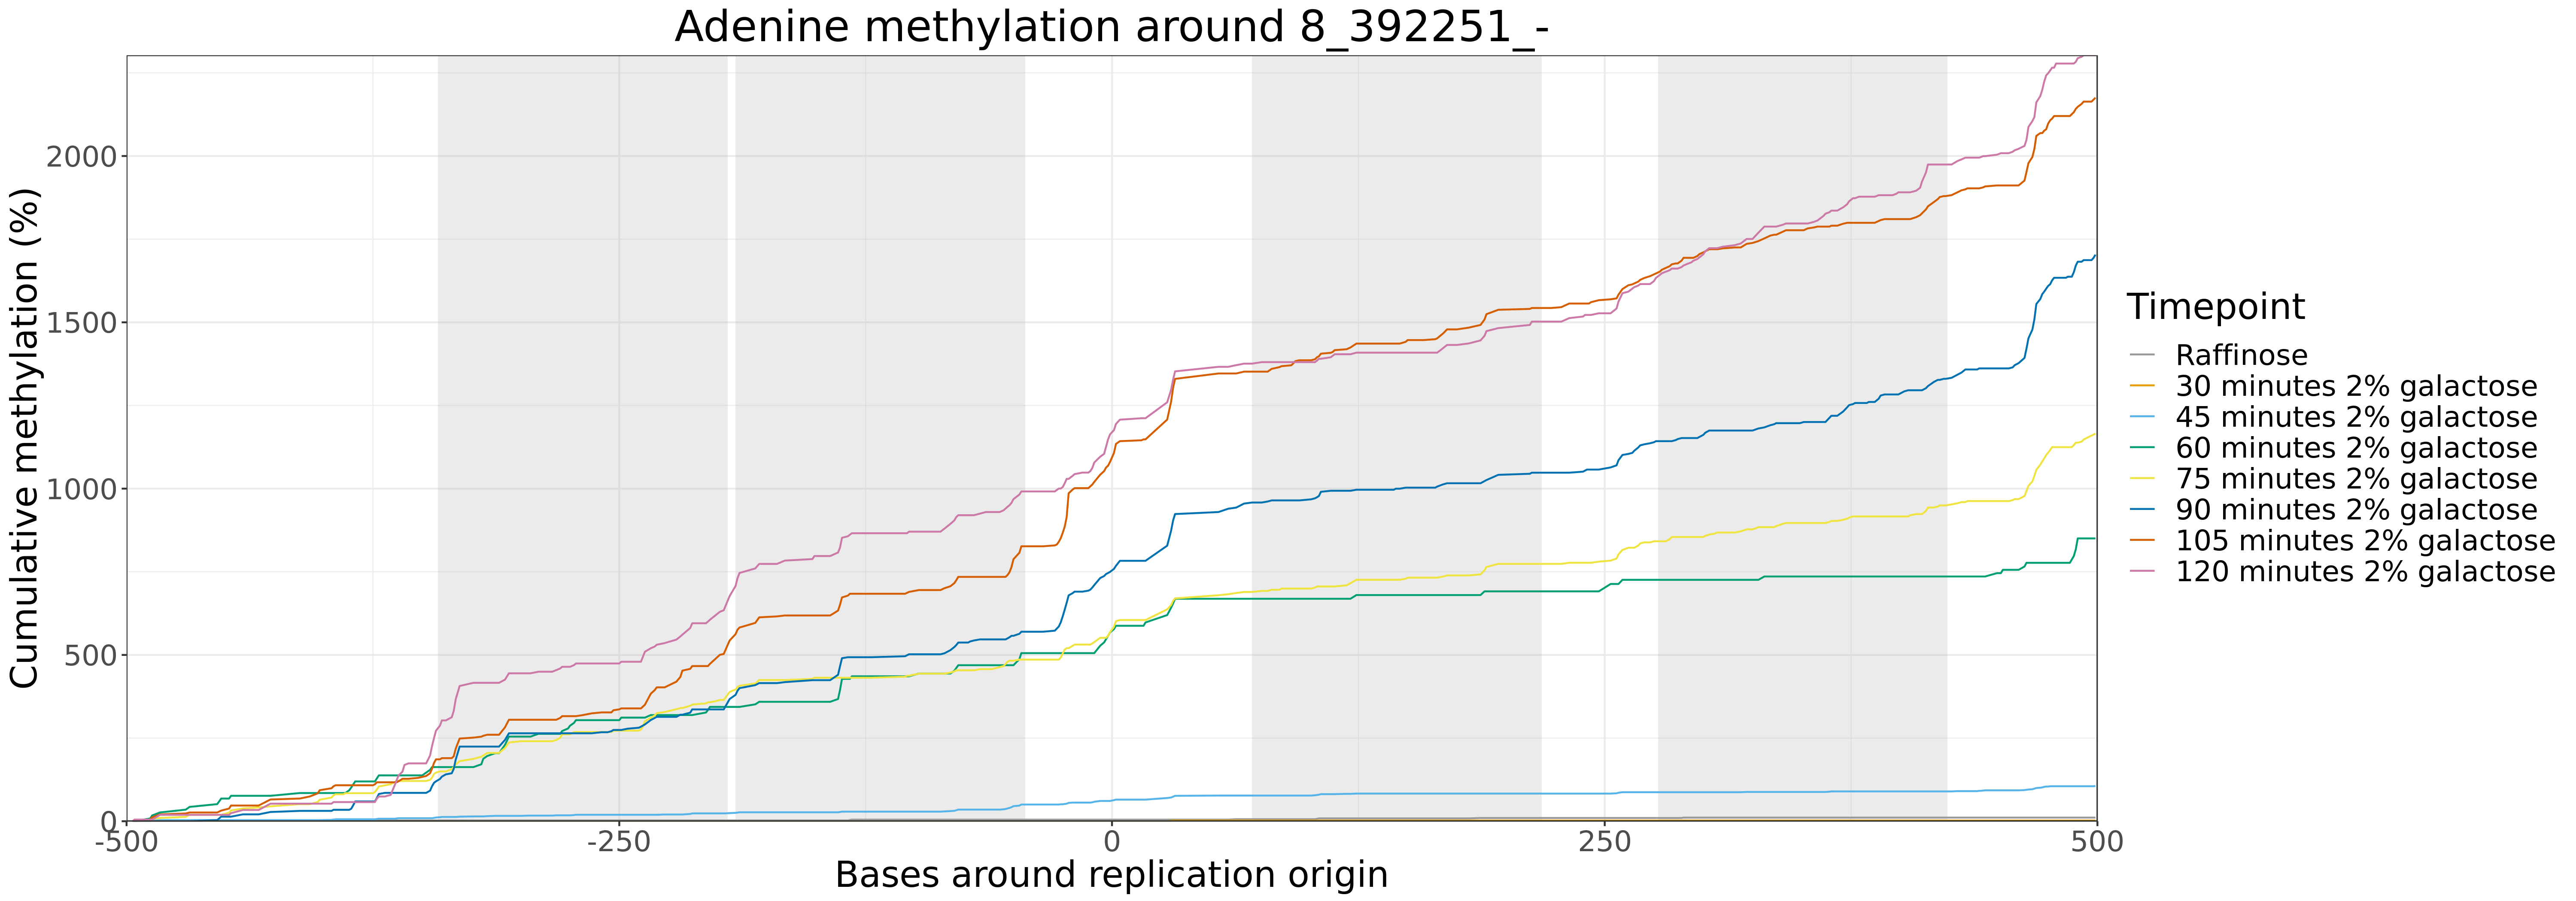 Adenine methylation around 8_392251_-
Cumulative methylation (%)
2000
1500
1000
500
0
-500
-250
0
250
500
Bases around replication origin
Timepoint
Raffinose
30 minutes 2% galactose
45 minutes 2% galactose
60 minutes 2% galactose
75 minutes 2% galactose
90 minutes 2% galactose
105 minutes 2% galactose
120 minutes 2% galactose